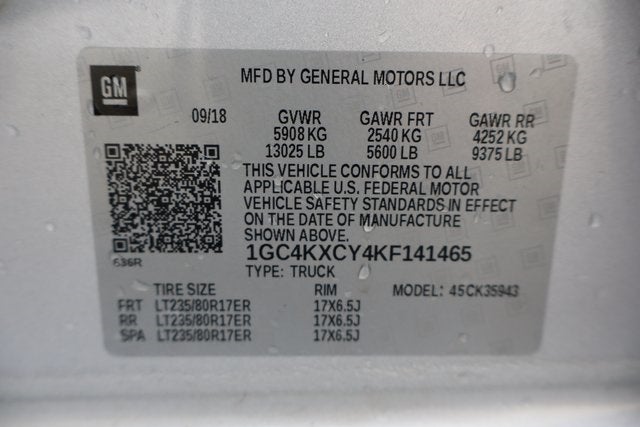 GM
MFD BY GENERAL MOTORS LLC
09/18 GVWR GAWR FRT GAWR RR
5908 KG 2540 KG 4252 KG
13025 LB 5600 LB 9375 LB
THIS VEHICLE CONFORMS TO ALL
APPLICABLE U.S. FEDERAL MOTOR
VEHICLE SAFETY STANDARDS IN EFFECT
ON THE DATE OF MANUFACTURE
SHOWN ABOVE.
636R
1GC4KXCY4KF141465
TYPE: TRUCK
TIRE SIZE RIM MODEL: 45CK35943
FRT LT235/80R17ER 17X6.5J
RR LT235/80R17ER 17X6.5J
SPA LT235/80R17ER 17X6.5J